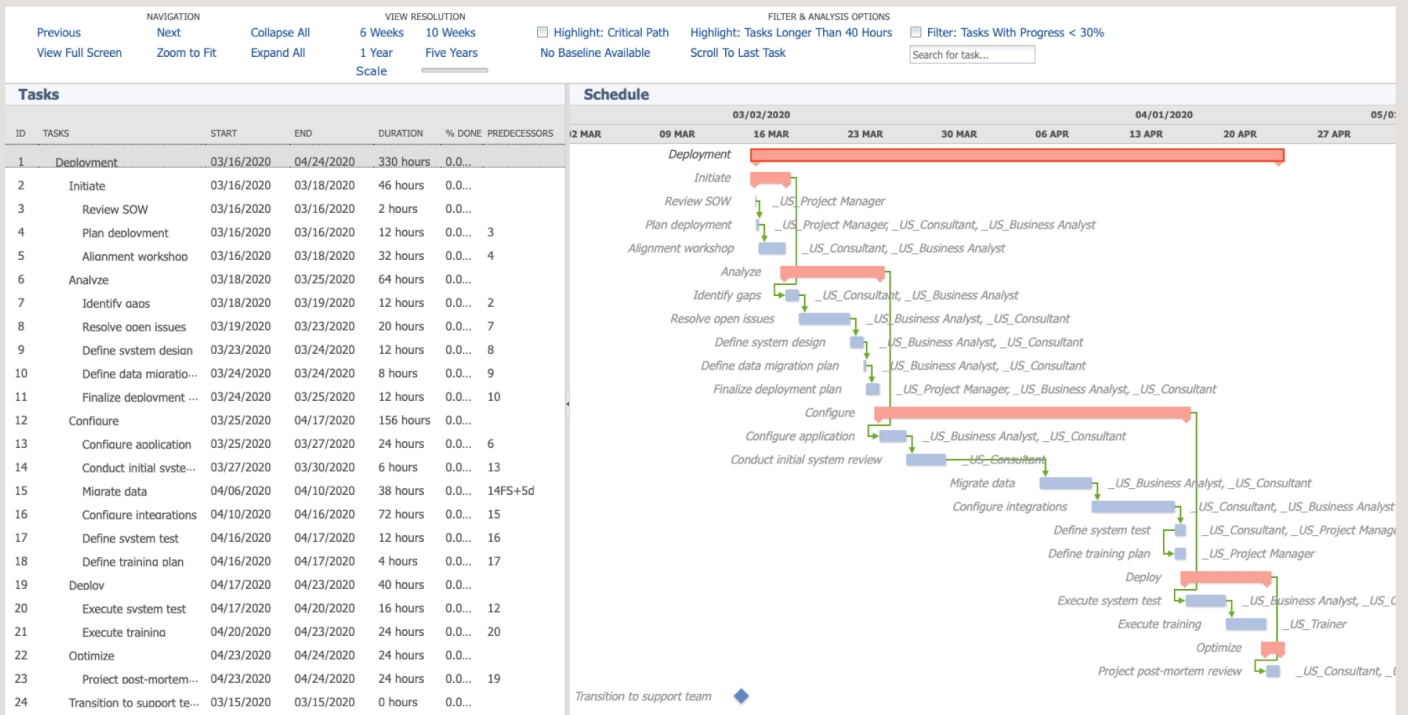 NAVIGATION VIEW RESOLUTION FILTER & ANALYSIS OPTIONS
Previous Next Collapse All 6 Weeks 10 Weeks Highlight: Critical Path Highlight: Tasks Longer Than 40 Hours Filter: Tasks With Progress < 30%
View Full Screen Zoom to Fit Expand All 1 Year Five Years No Baseline Available Scroll To Last Task Search for task...
Scale
Tasks Schedule
03/02/2020 04/01/2020
ID TASKS START END DURATION % DONE PREDECESSORS 2 MAR 09 MAR 16 MAR 23 MAR 30 MAR 06 APR 13 APR 20 APR 27 APR
1 Deployment 03/16/2020 04/24/2020 330 hours 0.0... Deployment
2 Initiate 03/16/2020 03/18/2020 46 hours 0.0... Initiate
3 Review SOW 03/16/2020 03/16/2020 2 hours 0.0... Review SOW _US_Project Manager
4 Plan deployment 03/16/2020 03/16/2020 12 hours 0.0... 3 Plan deployment _US_Project Manager, _US_Consultant, _US_Business Analyst
5 Alignment workshop 03/16/2020 03/18/2020 32 hours 0.0... 4 Alignment workshop _US_Consultant, _US_Business Analyst
6 Analyze 03/18/2020 03/25/2020 64 hours 0.0... Analyze
7 Identify gaps 03/18/2020 03/19/2020 12 hours 0.0... 2 Identify gaps _US_Consultant, _US_Business Analyst
8 Resolve open issues 03/19/2020 03/23/2020 20 hours 0.0... 7 Resolve open issues _US_Business Analyst, _US_Consultant
9 Define system design 03/23/2020 03/24/2020 12 hours 0.0... 8 Define system design _US_Business Analyst, _US_Consultant
10 Define data migratio... 03/24/2020 03/24/2020 8 hours 0.0... 9 Define data migration plan _US_Business Analyst, _US_Consultant
11 Finalize deployment ... 03/24/2020 03/25/2020 12 hours 0.0... 10 Finalize deployment plan _US_Project Manager, _US_Business Analyst, _US_Consultant
12 Configure 03/25/2020 04/17/2020 156 hours 0.0... Configure
13 Configure application 03/25/2020 03/27/2020 24 hours 0.0... 6 Configure application _US_Business Analyst, _US_Consultant
14 Conduct initial syste... 03/27/2020 03/30/2020 6 hours 0.0... 13 Conduct initial system review _US_Consultant
15 Migrate data 04/06/2020 04/10/2020 38 hours 0.0... 14FS+5d Migrate data _US_Business Analyst, _US_Consultant
16 Configure integrations 04/10/2020 04/16/2020 72 hours 0.0... 15 Configure integrations _US_Consultant, _US_Business Analyst
17 Define system test 04/16/2020 04/17/2020 12 hours 0.0... 16 Define system test _US_Consultant, _US_Project Manage
18 Define training plan 04/16/2020 04/17/2020 4 hours 0.0... 17 Define training plan _US_Project Manager
19 Deploy 04/17/2020 04/23/2020 40 hours 0.0... Deploy
20 Execute system test 04/17/2020 04/20/2020 16 hours 0.0... 12 Execute system test _US_Business Analyst, _US_C
21 Execute training 04/20/2020 04/23/2020 24 hours 0.0... 20 Execute training _US_Trainer
22 Optimize 04/23/2020 04/24/2020 24 hours 0.0... Optimize
23 Project post-mortem... 04/23/2020 04/24/2020 24 hours 0.0... 19 Project post-mortem review _US_Consultant,
24 Transition to support te... 03/15/2020 03/15/2020 0 hours 0.0... Transition to support team